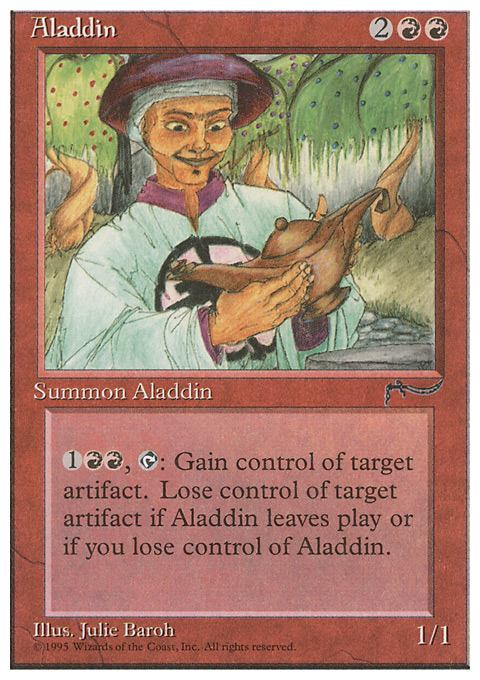 Aladdin 2
Summon Aladdin
1, : Gain control of target
artifact. Lose control of target
artifact if Aladdin leaves play or
if you lose control of Aladdin.
Illus. Julie Baroh
© 1995 Wizards of the Coast, Inc. All rights reserved.
1/1